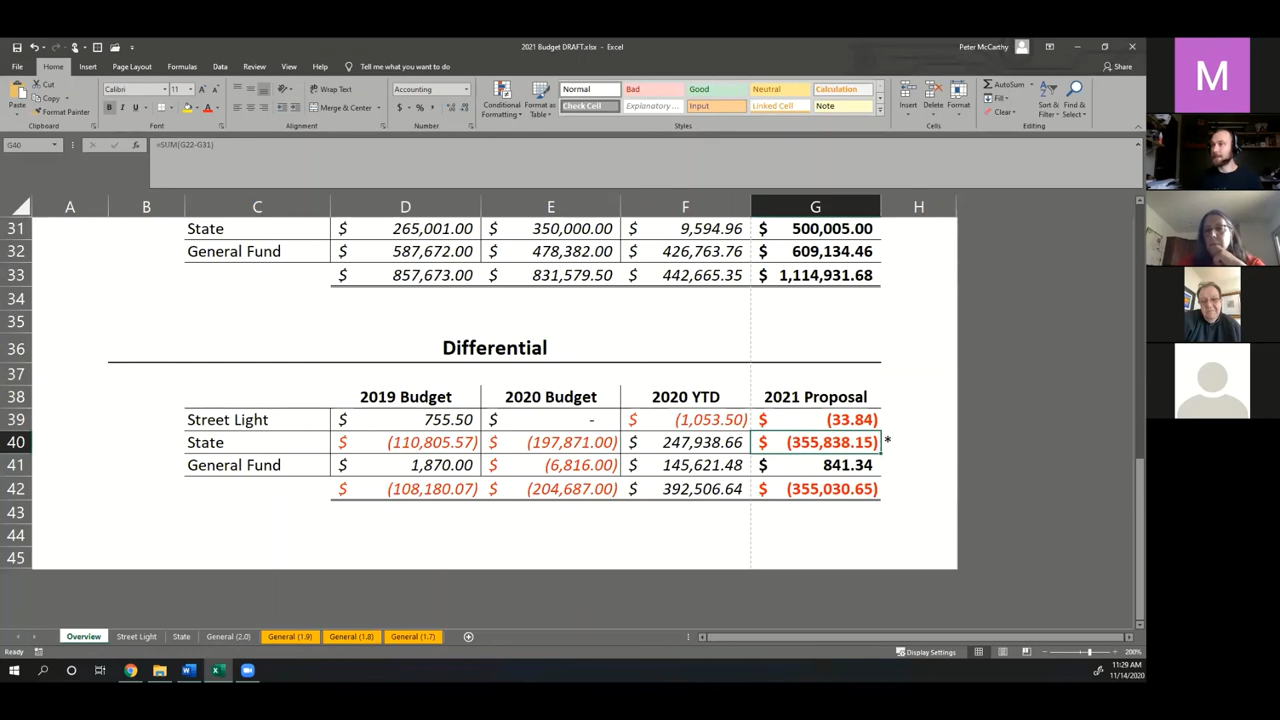 2021 Budget DRAFT.xlsx - Excel
Peter McCarthy
File Home Insert Page Layout Formulas Data Review View Help Tell me what you want to do Share
Paste Cut Copy Format Painter Clipboard
Calibri 11 B I U Font
Wrap Text Merge & Center Alignment
Accounting $ % , Number
Conditional Formatting Format as Table
Normal Bad Good Neutral Calculation
Check Cell Explanatory ... Input Linked Cell Note
Styles
Insert Delete Format Cells
AutoSum Fill Clear Sort & Filter Find & Select Editing
G40 fx =SUM(G22-G31)
A B C D E F G H
31 State $ 265,001.00 $ 350,000.00 $ 9,594.96 $ 500,005.00
32 General Fund $ 587,672.00 $ 478,382.00 $ 426,763.76 $ 609,134.46
33 $ 857,673.00 $ 831,579.50 $ 442,665.35 $ 1,114,931.68
34
35
36 Differential
37
38 2019 Budget 2020 Budget 2020 YTD 2021 Proposal
39 Street Light $ 755.50 $ - $ (1,053.50) $ (33.84)
40 State $ (110,805.57) $ (197,871.00) $ 247,938.66 $ (355,838.15) *
41 General Fund $ 1,870.00 $ (6,816.00) $ 145,621.48 $ 841.34
42 $ (108,180.07) $ (204,687.00) $ 392,506.64 $ (355,030.65)
43
44
45
Overview Street Light State General (2.0) General (1.9) General (1.8) General (1.7)
Ready Display Settings 200%
11:29 AM
11/14/2020
M